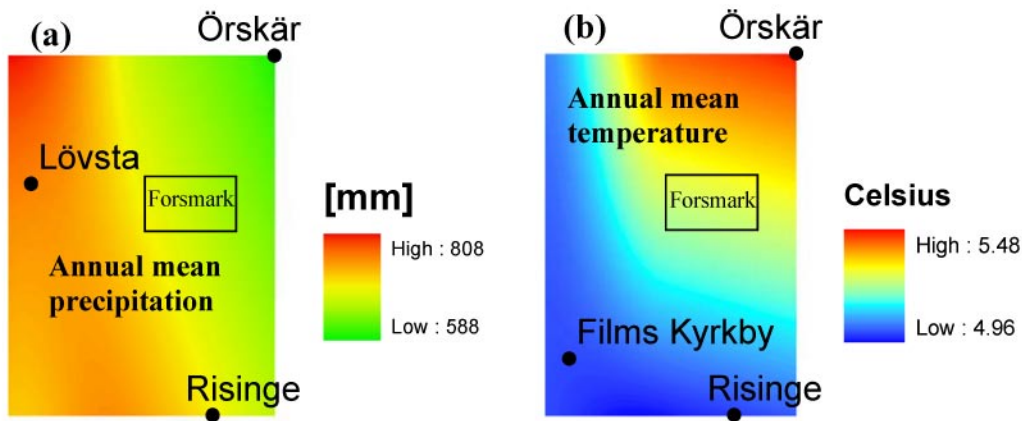 (a)
Örskär
Lövsta
Forsmark
Annual mean
precipitation
Risinge
[mm]
High : 808
Low : 588
(b)
Örskär
Annual mean
temperature
Forsmark
Films Kyrkby
Risinge
Celsius
High : 5.48
Low : 4.96